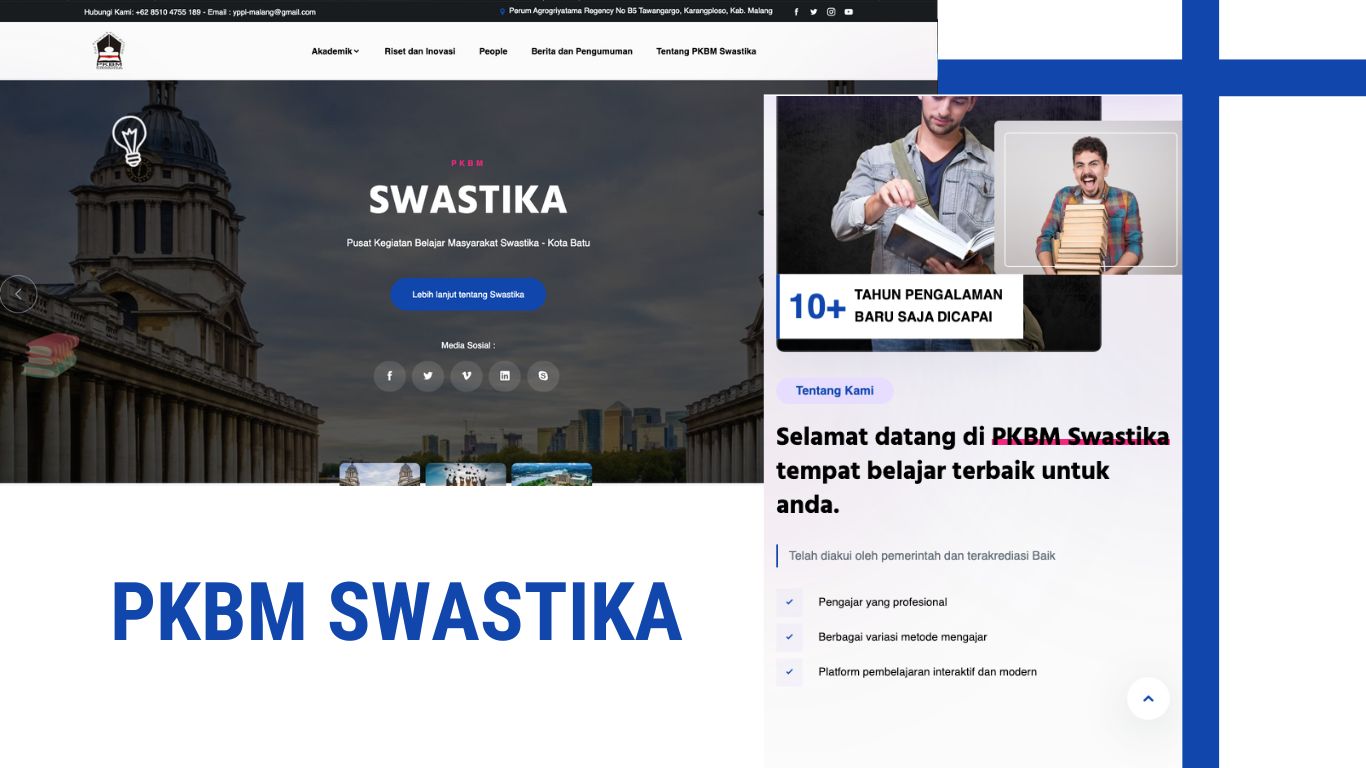 Hubungi Kami: +62 8510 4755 189 - Email : yppi-malang@gmail.com
Perum Agrogriyatama Regency No B5 Tawangargo, Karangploso, Kab. Malang
PKBM
Akademik
Riset dan Inovasi
People
Berita dan Pengumuman
Tentang PKBM Swastika
PKBM
SWASTIKA
Pusat Kegiatan Belajar Masyarakat Swastika - Kota Batu
Lebih lanjut tentang Swastika
Media Sosial :
10+
TAHUN PENGALAMAN
BARU SAJA DICAPAI
Tentang Kami
Selamat datang di PKBM Swastika
tempat belajar terbaik untuk
anda.
Telah diakui oleh pemerintah dan terakrediasi Baik
Pengajar yang profesional
Berbagai variasi metode mengajar
Platform pembelajaran interaktif dan modern
PKBM SWASTIKA